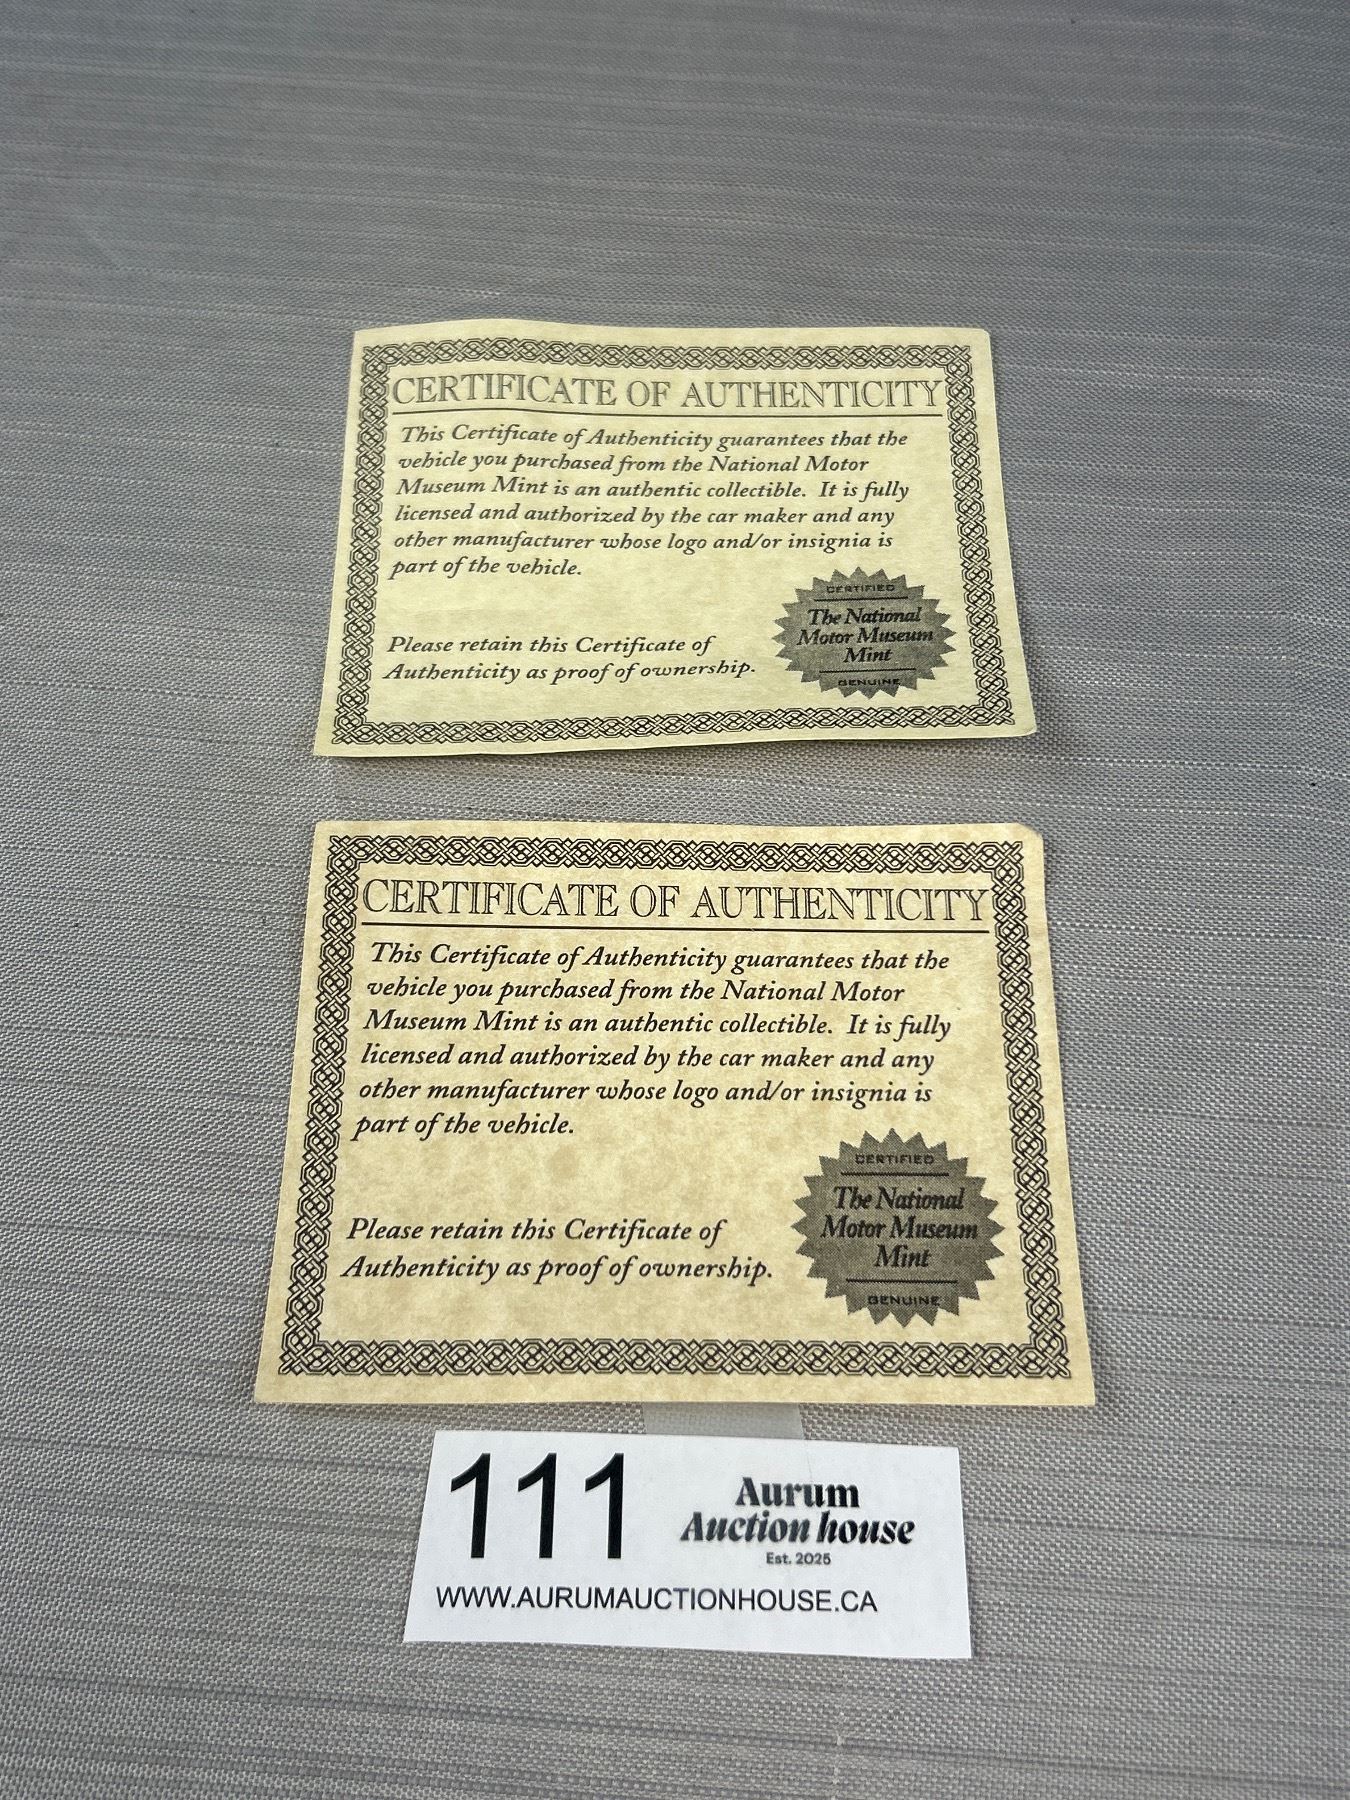 CERTIFICATE OF AUTHENTICITY
This Certificate of Authenticity guarantees that the
vehicle you purchased from the National Motor
Museum Mint is an authentic collectible. It is fully
licensed and authorized by the car maker and any
other manufacturer whose logo and/or insignia is
part of the vehicle.
Please retain this Certificate of
Authenticity as proof of ownership.
CERTIFIED
The National
Motor Museum
Mint
GENUINE
CERTIFICATE OF AUTHENTICITY
This Certificate of Authenticity guarantees that the
vehicle you purchased from the National Motor
Museum Mint is an authentic collectible. It is fully
licensed and authorized by the car maker and any
other manufacturer whose logo and/or insignia is
part of the vehicle.
Please retain this Certificate of
Authenticity as proof of ownership.
CERTIFIED
The National
Motor Museum
Mint
GENUINE
111
Aurum
Auction house
Est. 2025
WWW.AURUMAUCTIONHOUSE.CA